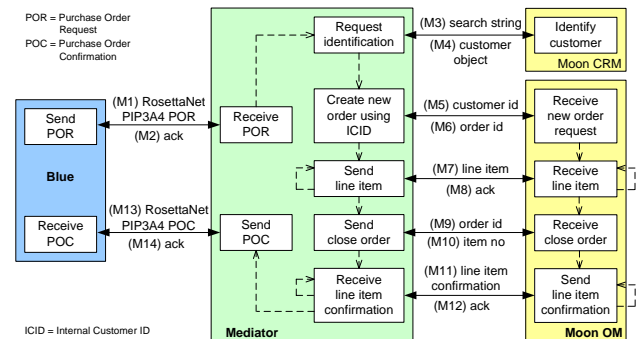 POR = Purchase Order
Request
POC = Purchase Order
Confirmation
Request
identification
(M3) search string
(M4) customer
object
Identify
customer
Moon CRM
(M1) RosettaNet
PIP3A4 POR
(M2) ack
Send
POR
Receive
POR
Create new
order using
ICID
(M5) customer id
(M6) order id
Receive
new order
request
Blue
Send
line item
(M7) line item
(M8) ack
Receive
line item
(M13) RosettaNet
PIP3A4 POC
(M14) ack
Receive
POC
Send
POC
Send
close order
(M9) order id
(M10) item no
Receive
close order
Receive
line item
confirmation
(M11) line item
confirmation
(M12) ack
Send
line item
confirmation
ICID = Internal Customer ID
Mediator
Moon OM